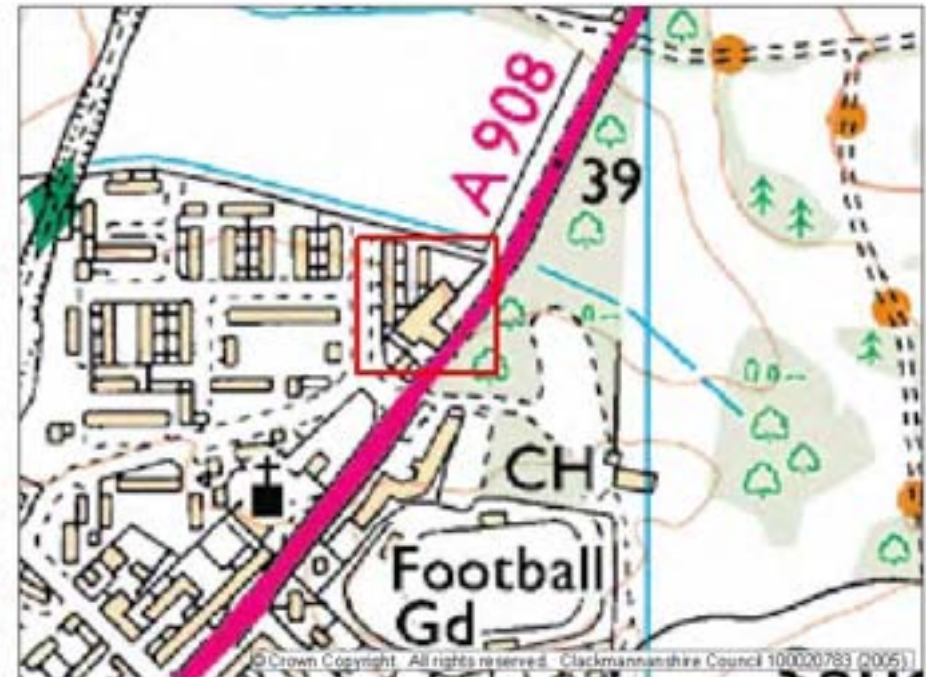 A 908
39
CH
Football
Gd
© Crown Copyright. All rights reserved. Clackmannanshire Council 100020783 (2005)